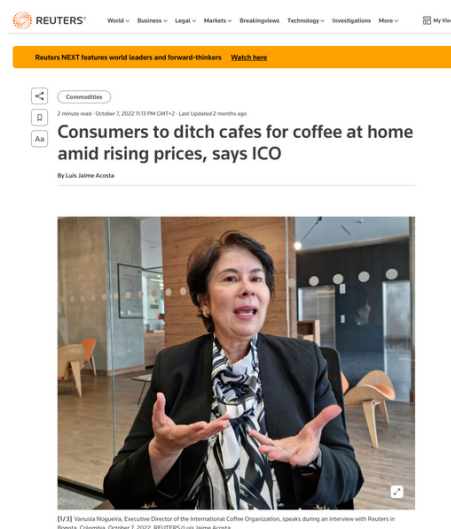 REUTERS®
World Business Legal Markets Breakingviews Technology Investigations More My View
Reuters NEXT features world leaders and forward-thinkers Watch here
Commodities
2 minute read · October 7, 2022 11:13 PM GMT+2 · Last Updated 2 months ago
Aa
Consumers to ditch cafes for coffee at home
amid rising prices, says ICO
By Luis Jaime Acosta
[1/3] Vanusia Nogueira, Executive Director of the International Coffee Organization, speaks during an interview with Reuters in
Bogota, Colombia, October 7, 2022. REUTERS/Luis Jaime Acosta